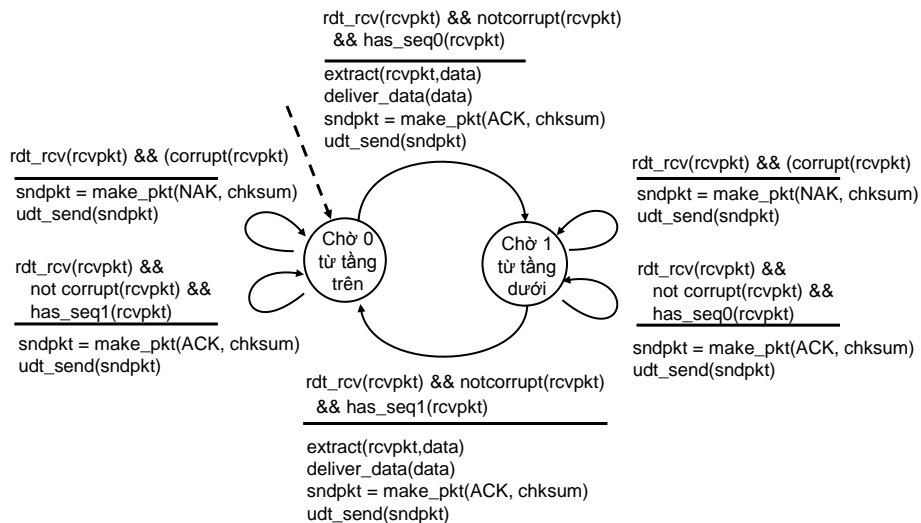 rdt_rcv(rcvpkt) && notcorrupt(rcvpkt)
&& has_seq0(rcvpkt)
extract(rcvpkt,data)
deliver_data(data)
sndpkt = make_pkt(ACK, chksum)
udt_send(sndpkt)
rdt_rcv(rcvpkt) && (corrupt(rcvpkt)
sndpkt = make_pkt(NAK, chksum)
udt_send(sndpkt)
rdt_rcv(rcvpkt) &&
not corrupt(rcvpkt) &&
has_seq1(rcvpkt)
sndpkt = make_pkt(ACK, chksum)
udt_send(sndpkt)
Chờ 0
từ tầng
trên
Chờ 1
từ tầng
dưới
rdt_rcv(rcvpkt) && (corrupt(rcvpkt)
sndpkt = make_pkt(NAK, chksum)
udt_send(sndpkt)
rdt_rcv(rcvpkt) &&
not corrupt(rcvpkt) &&
has_seq0(rcvpkt)
sndpkt = make_pkt(ACK, chksum)
udt_send(sndpkt)
rdt_rcv(rcvpkt) && notcorrupt(rcvpkt)
&& has_seq1(rcvpkt)
extract(rcvpkt,data)
deliver_data(data)
sndpkt = make_pkt(ACK, chksum)
udt_send(sndpkt)